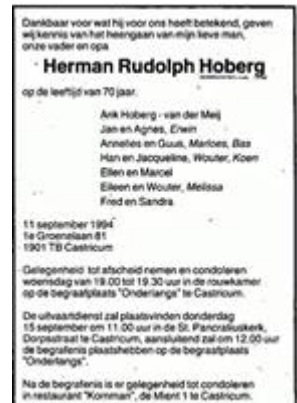 Dankbaar voor wat hij voor ons heeft betekend, geven
wij kennis van het heengaan van mijn lieve man,
onze vader en opa
Herman Rudolph Hoberg
op de leeftijd van 70 jaar.
Arik Hoberg - van der Meij
Jan en Agnes, Erwin
Annelies en Guus, Marloes, Bas
Han en Jacqueline, Wouter, Koen
Ellen en Marcel
Eileen en Wouter, Melissa
Fred en Sandra
11 september 1994
1e Groenelaan 81
1901 TB Castricum
Gelegenheid tot afscheid nemen en condoleren
woensdag van 19.00 tot 19.30 uur in de rouwkamer
op de begraafplaats "Onderlangs" te Castricum.
De uitvaartdienst zal plaatsvinden donderdag
15 september om 11.00 uur in de St. Pancratiuskerk,
Dorpsstraat te Castricum, aansluitend zal om 12.00 uur
de begrafenis plaatshebben op de begraafplaats
"Onderlangs".
Na de begrafenis is er gelegenheid tot condoleren
in restaurant "Kornman", de Mient 1 te Castricum.